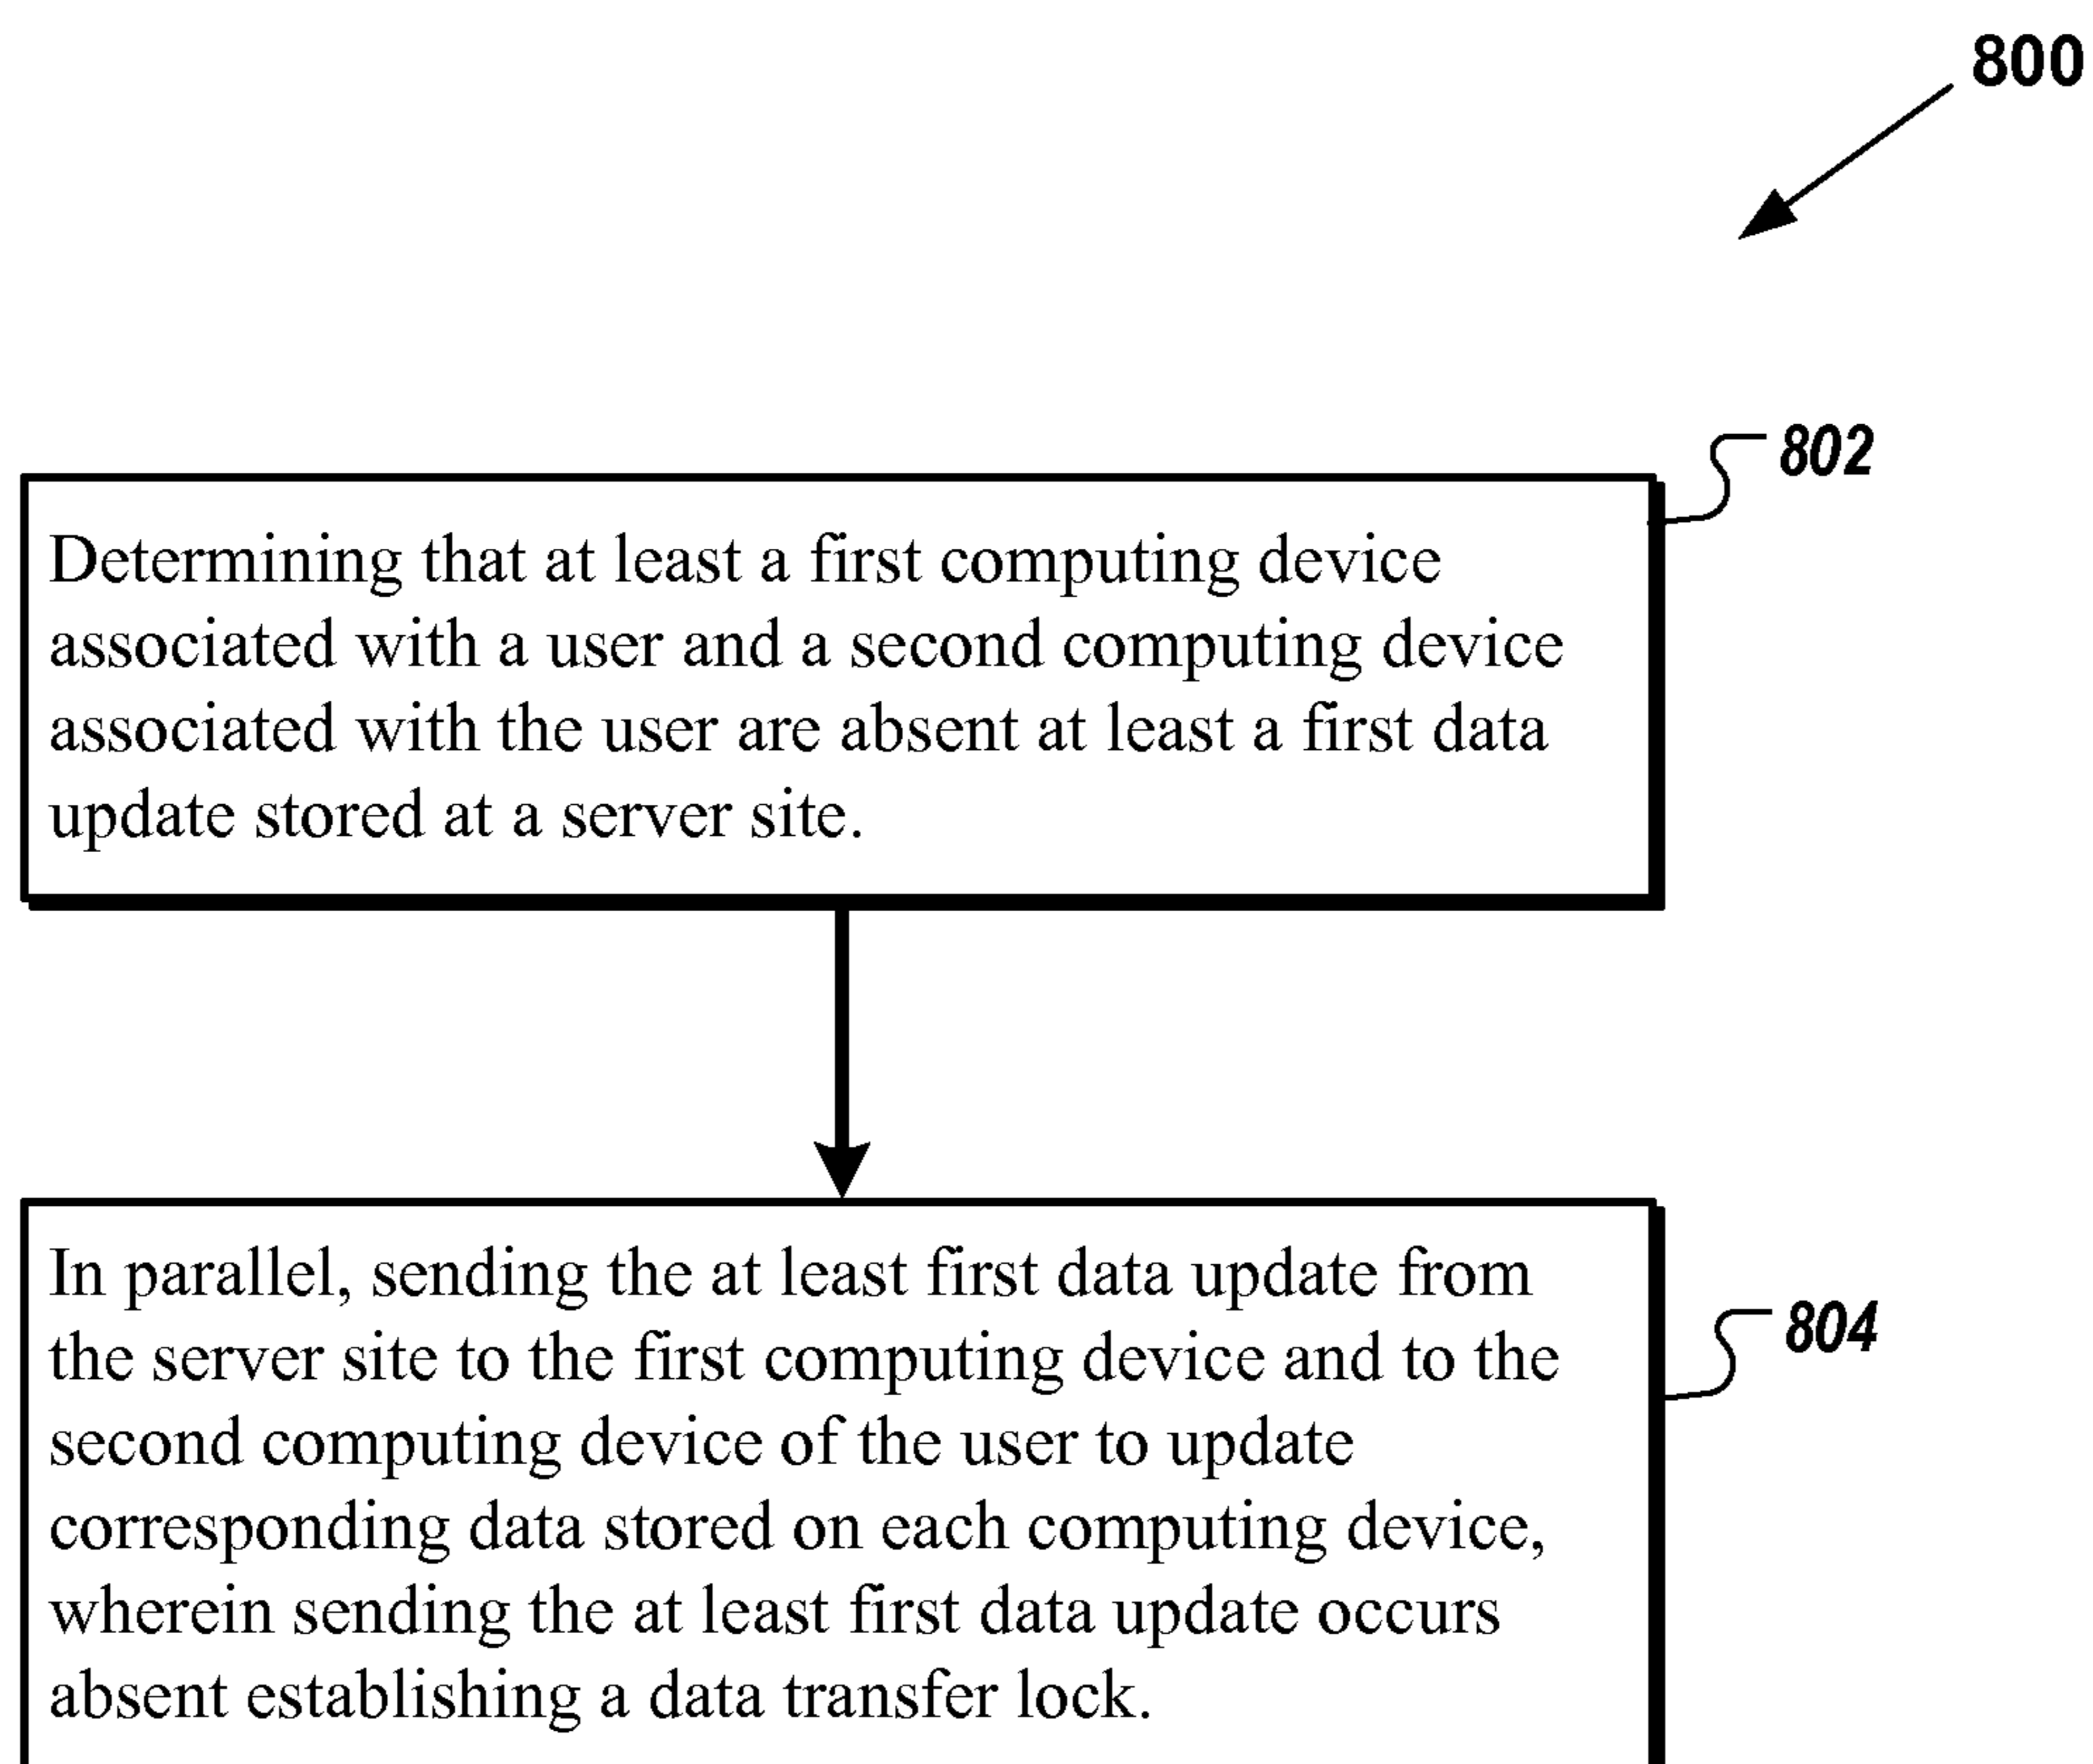 800
802
Determining that at least a first computing device
associated with a user and a second computing device
associated with the user are absent at least a first data
update stored at a server site.
In parallel, sending the at least first data update from
the server site to the first computing device and to the
second computing device of the user to update
corresponding data stored on each computing device,
wherein sending the at least first data update occurs
absent establishing a data transfer lock.
804